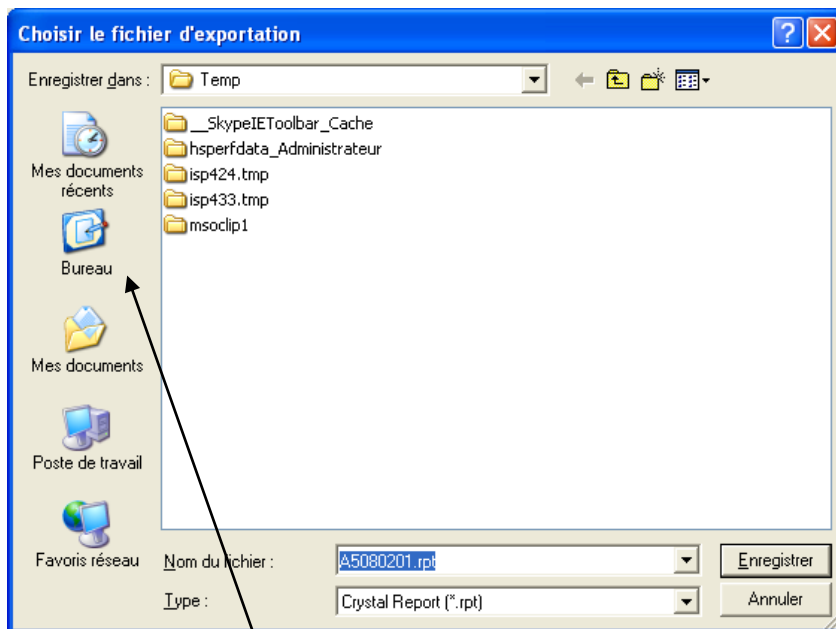 Choisir le fichier d'exportation
Enregistrer dans :
Temp
Mes documents
récents
Bureau
Mes documents
Poste de travail
Favoris réseau
__SkypeIEToolbar_Cache
hsperfdata_Administrateur
isp424.tmp
isp433.tmp
msoclip1
Nom du fichier :
A5080201.rpt
Enregistrer
Type :
Crystal Report (*.rpt)
Annuler